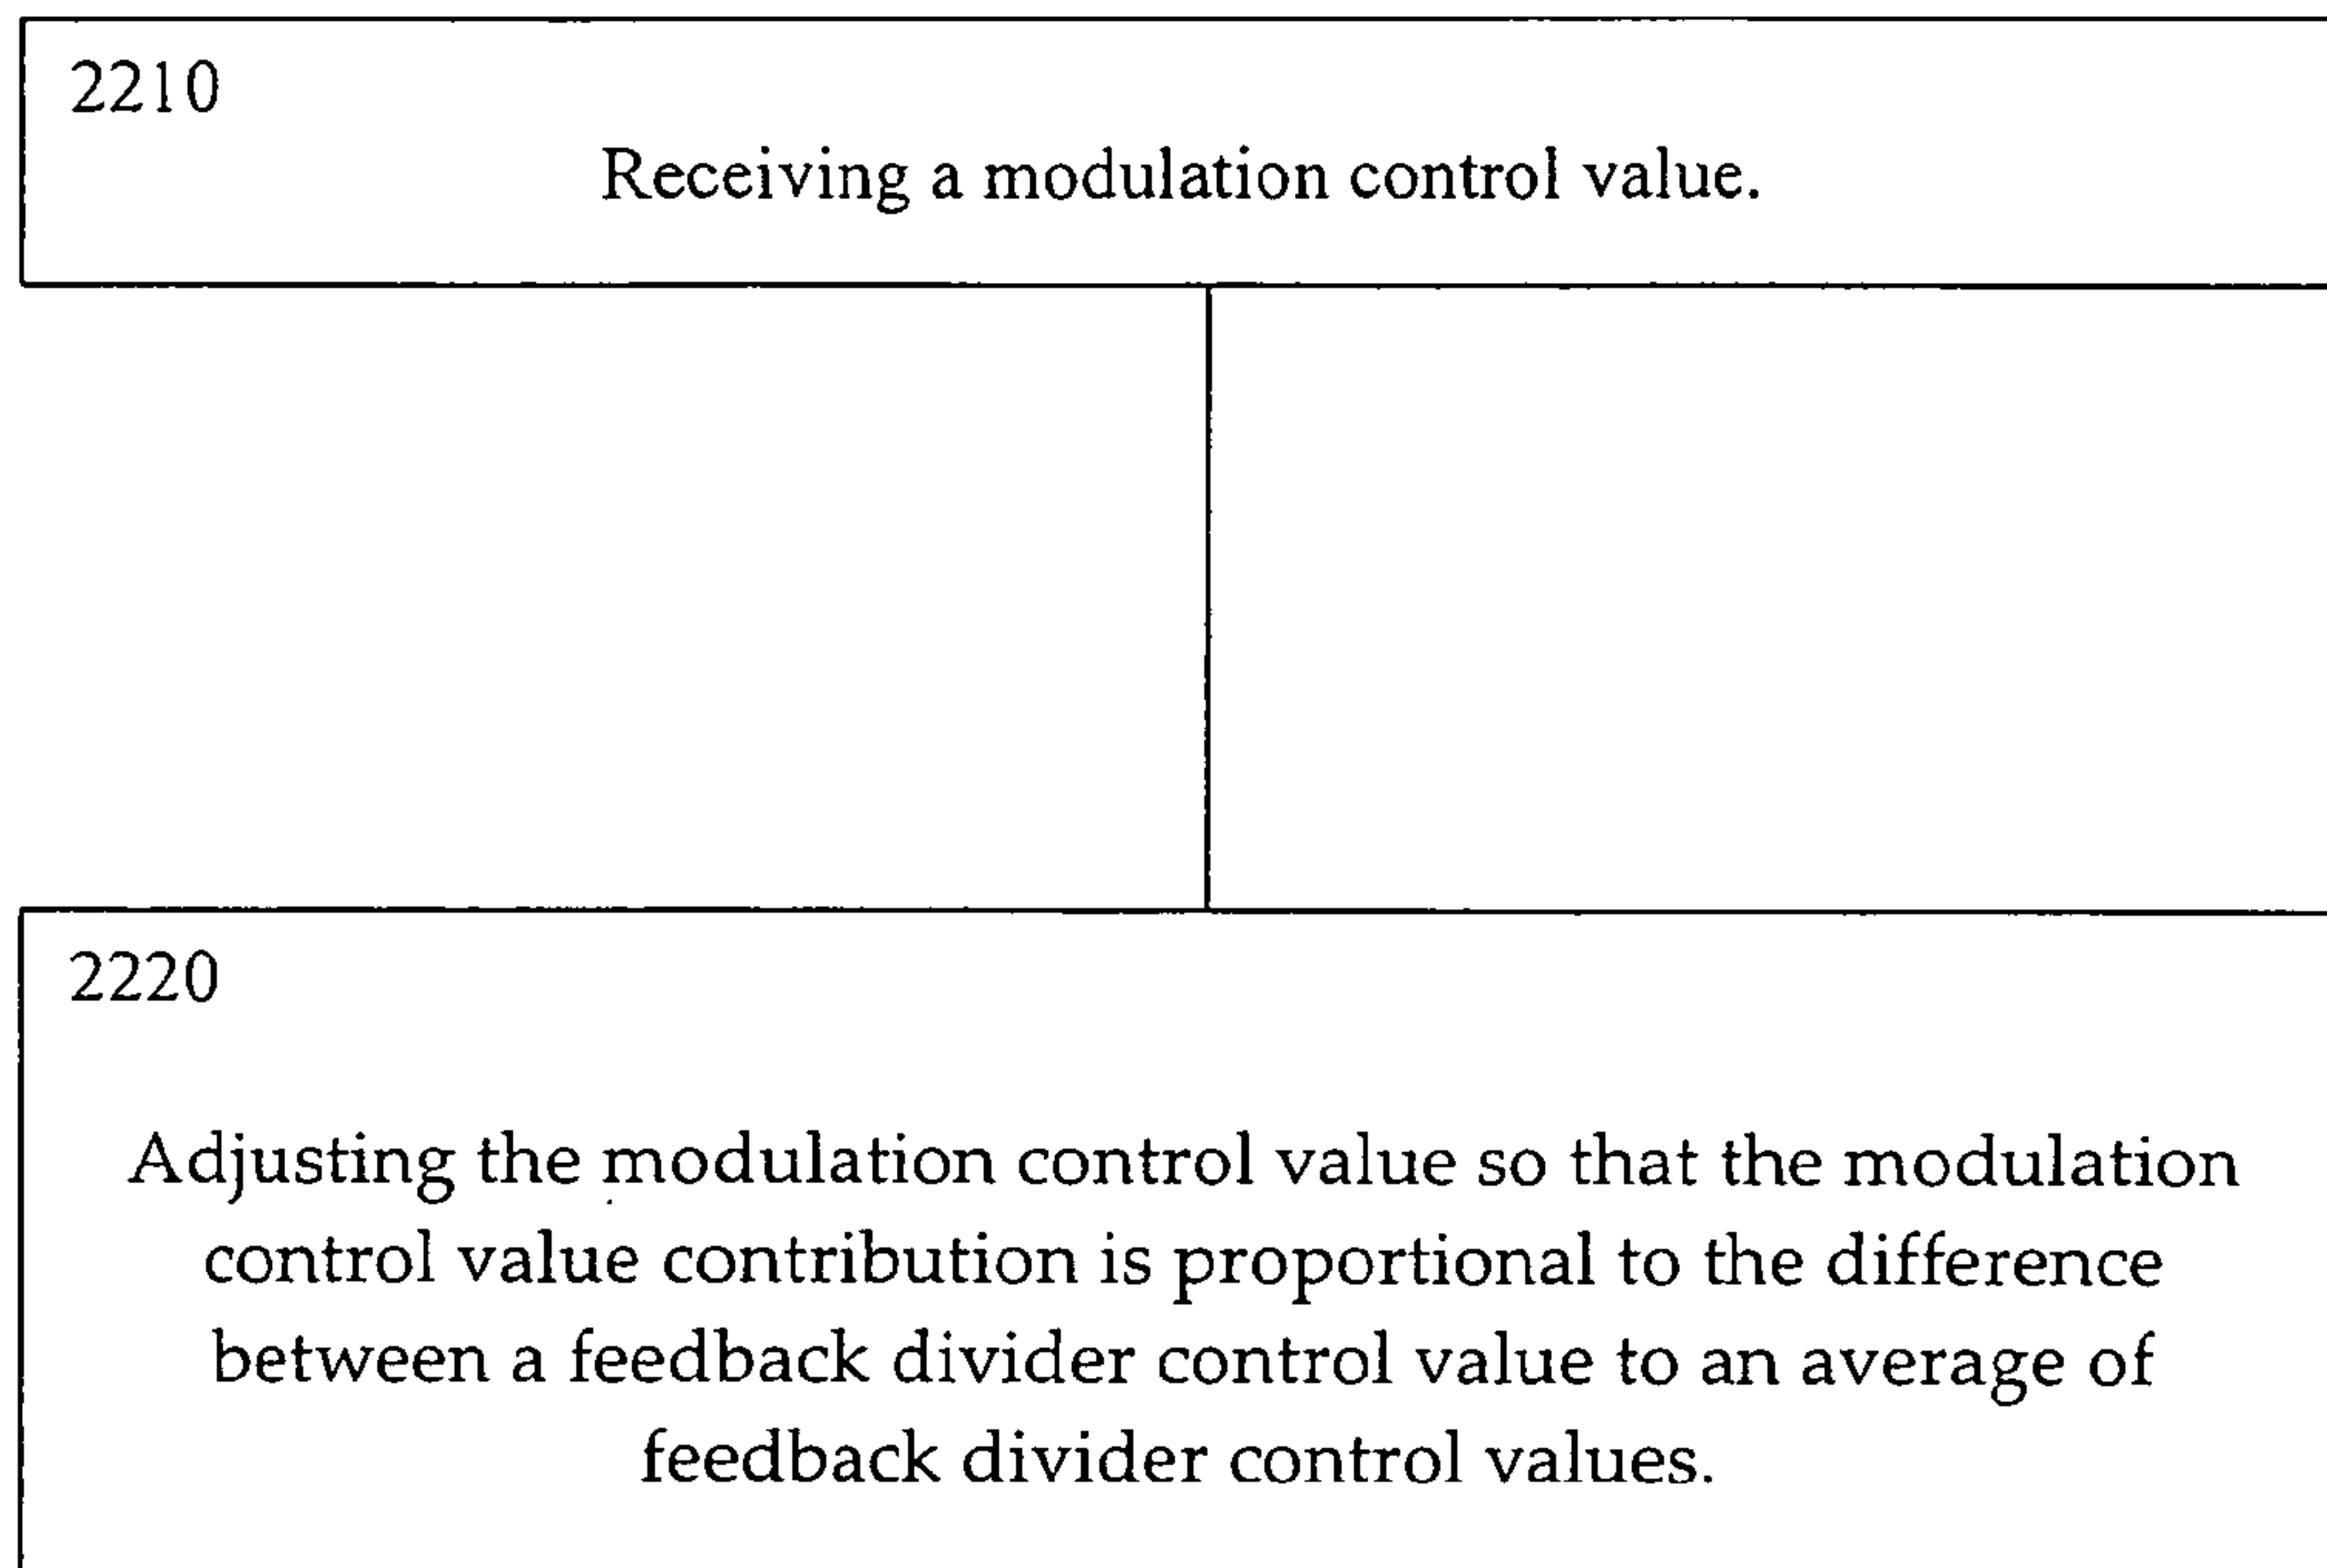 2210
Receiving a modulation control value.
2220
Adjusting the modulation control value so that the modulation
control value contribution is proportional to the difference
between a feedback divider control value to an average of
feedback divider control values.